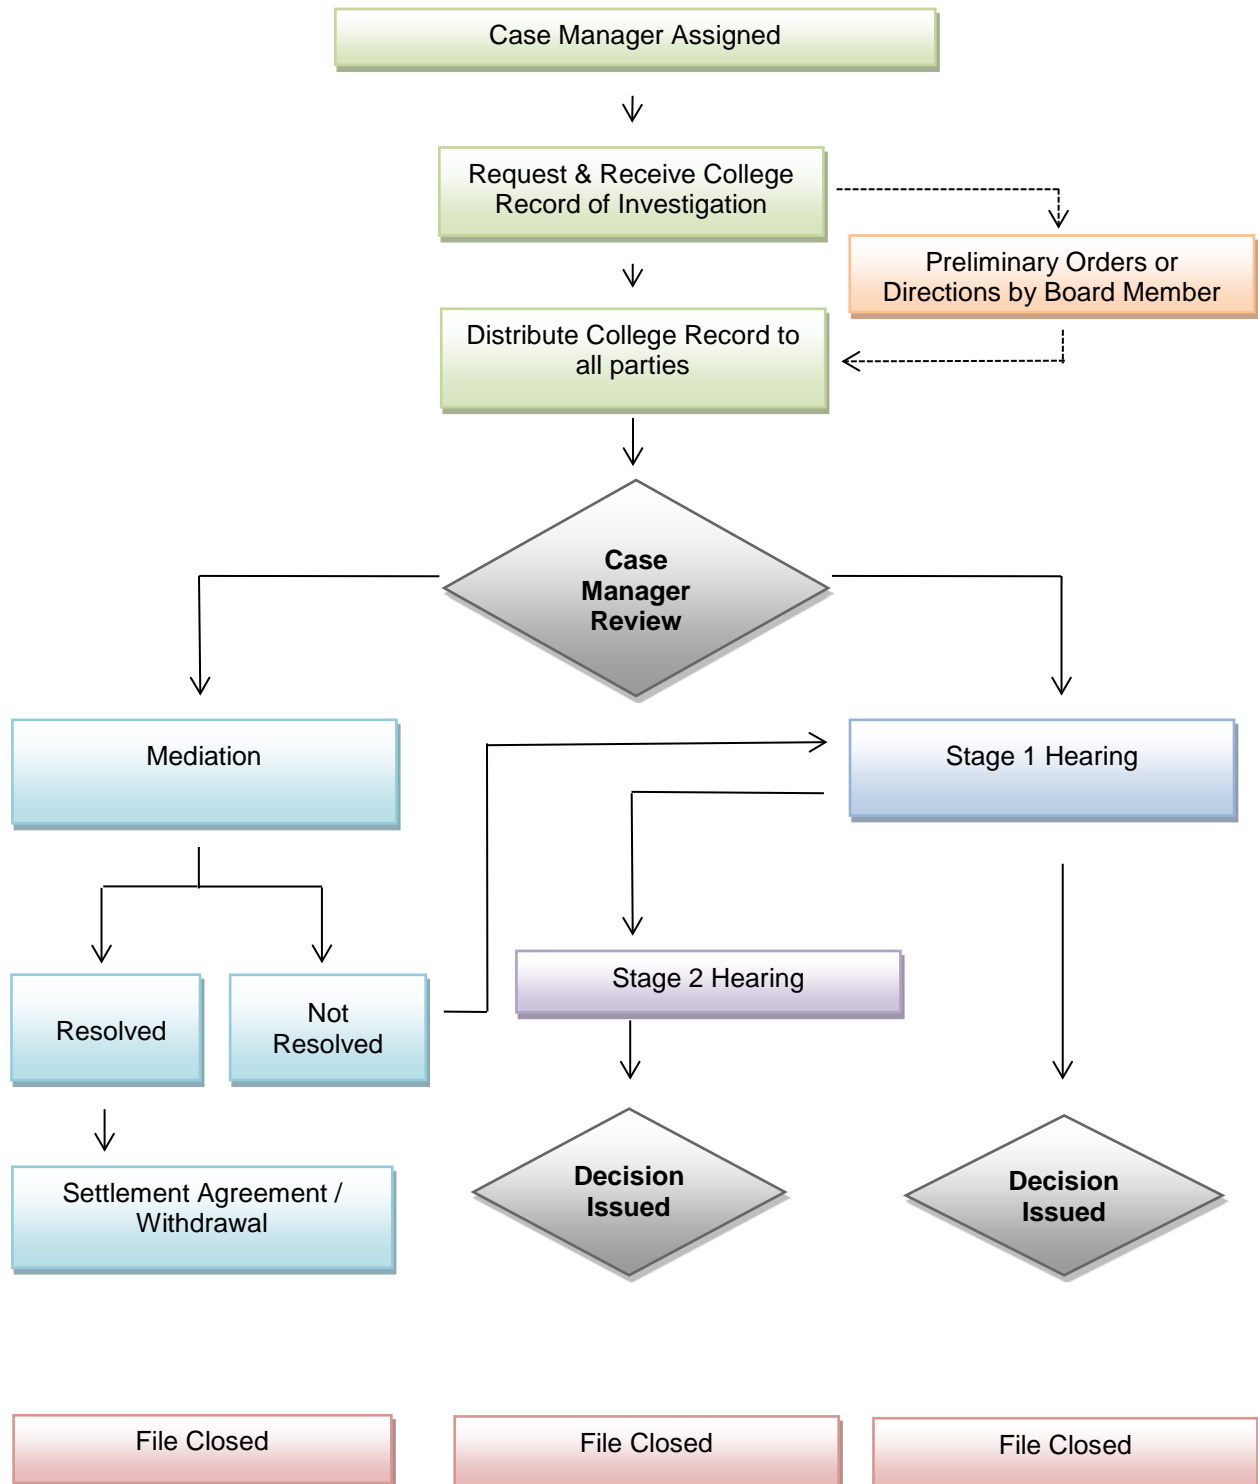 Case Manager Assigned
Request & Receive College
Record of Investigation
Preliminary Orders or
Directions by Board Member
Distribute College Record to
all parties
Case
Manager
Review
Mediation
Stage 1 Hearing
Resolved
Not
Resolved
Stage 2 Hearing
Settlement Agreement /
Withdrawal
Decision
Issued
Decision
Issued
File Closed
File Closed
File Closed